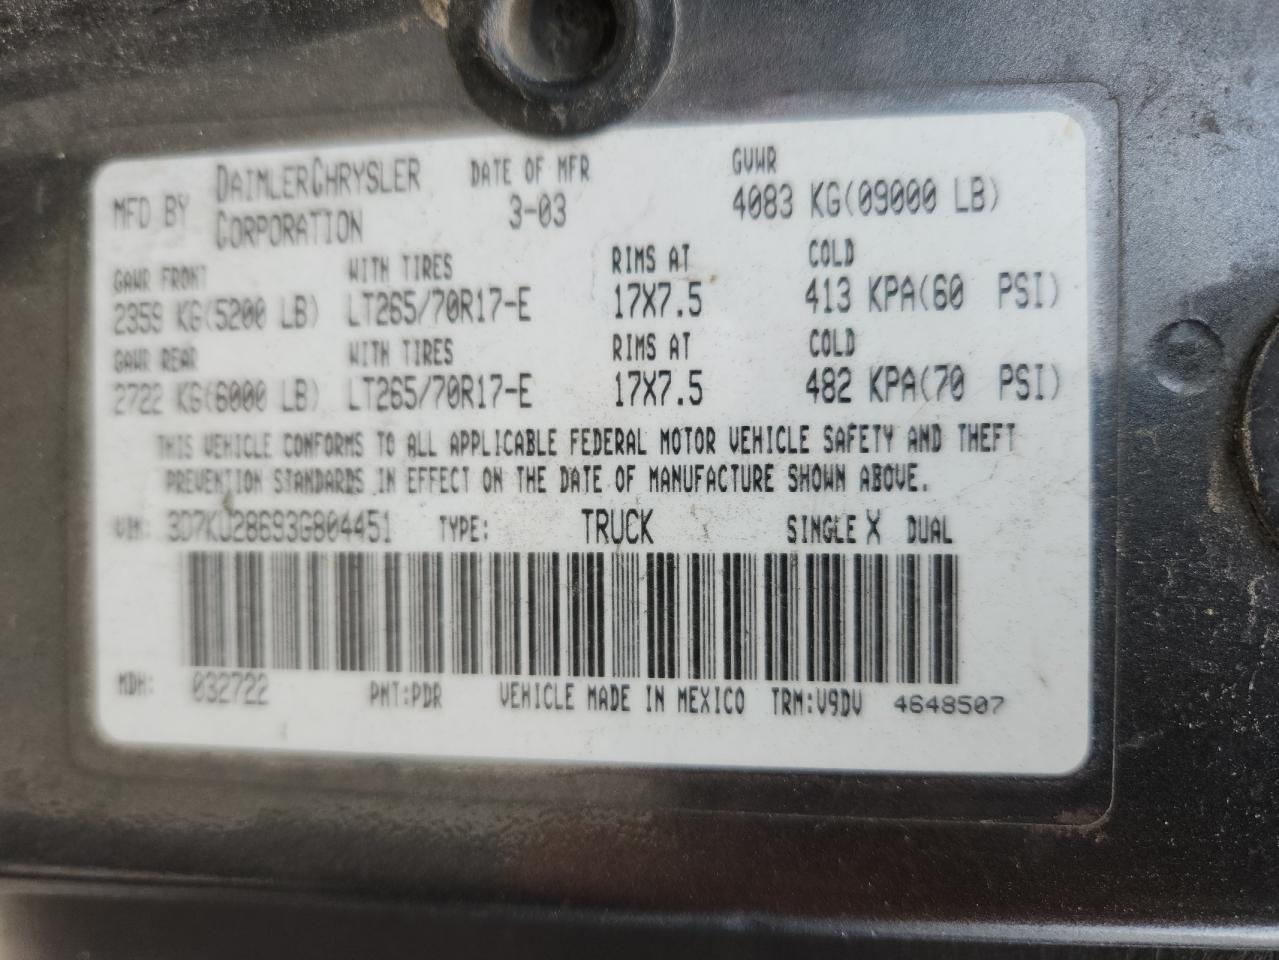 MFD BY DAIMLERCHRYSLER CORPORATION DATE OF MFR 3-03 GVWR 4083 KG(09000 LB)
GAWR FRONT WITH TIRES RIMS AT COLD
2359 KG(5200 LB) LT265/70R17-E 17X7.5 413 KPA(60 PSI)
GAWR REAR WITH TIRES RIMS AT COLD
2722 KG(6000 LB) LT265/70R17-E 17X7.5 482 KPA(70 PSI)
THIS VEHICLE CONFORMS TO ALL APPLICABLE FEDERAL MOTOR VEHICLE SAFETY AND THEFT
PREVENTION STANDARDS IN EFFECT ON THE DATE OF MANUFACTURE SHOWN ABOVE.
VIN: 3D7KU28693G804451 TYPE: TRUCK SINGLE X DUAL
MDH: 032722 PNT:PDR VEHICLE MADE IN MEXICO TRM:V9DV 4648507